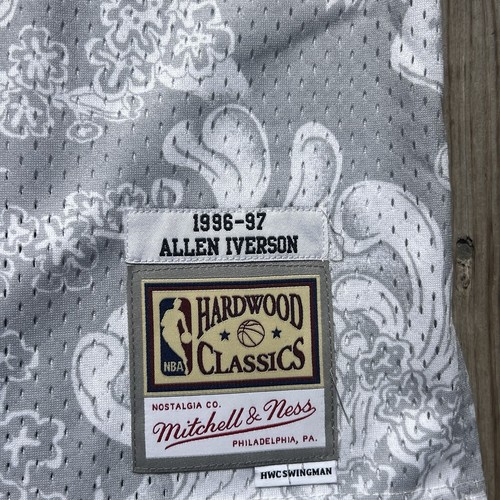 1996-97
ALLEN IVERSON
HARDWOOD
CLASSICS
NBA
NOSTALGIA CO.
Mitchell & Ness
PHILADELPHIA, PA.
HWCSWINGMAN